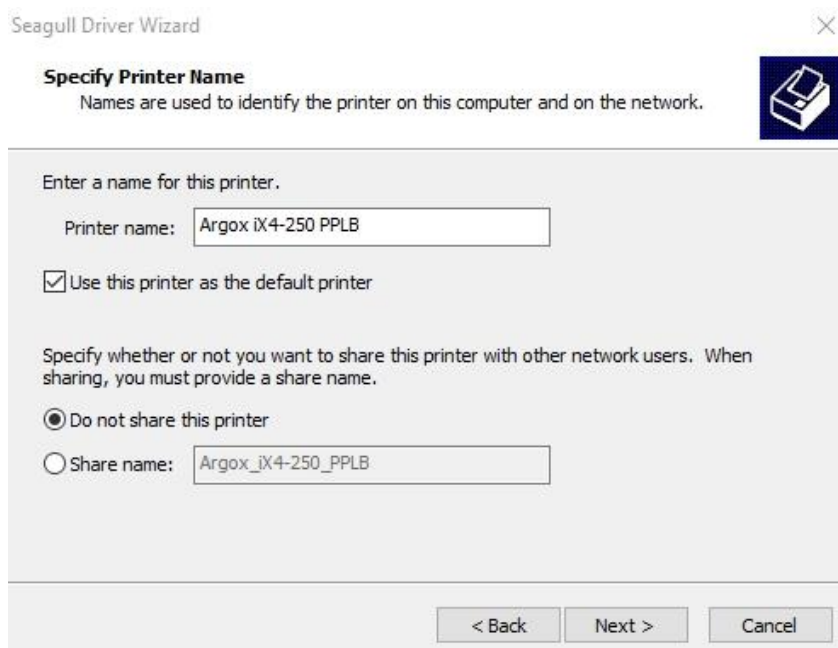 Seagull Driver Wizard
Specify Printer Name
Names are used to identify the printer on this computer and on the network.
Enter a name for this printer.
Printer name: Argox iX4-250 PPLB
Use this printer as the default printer
Specify whether or not you want to share this printer with other network users. When
sharing, you must provide a share name.
Do not share this printer
Share name: Argox_iX4-250_PPLB
< Back Next > Cancel